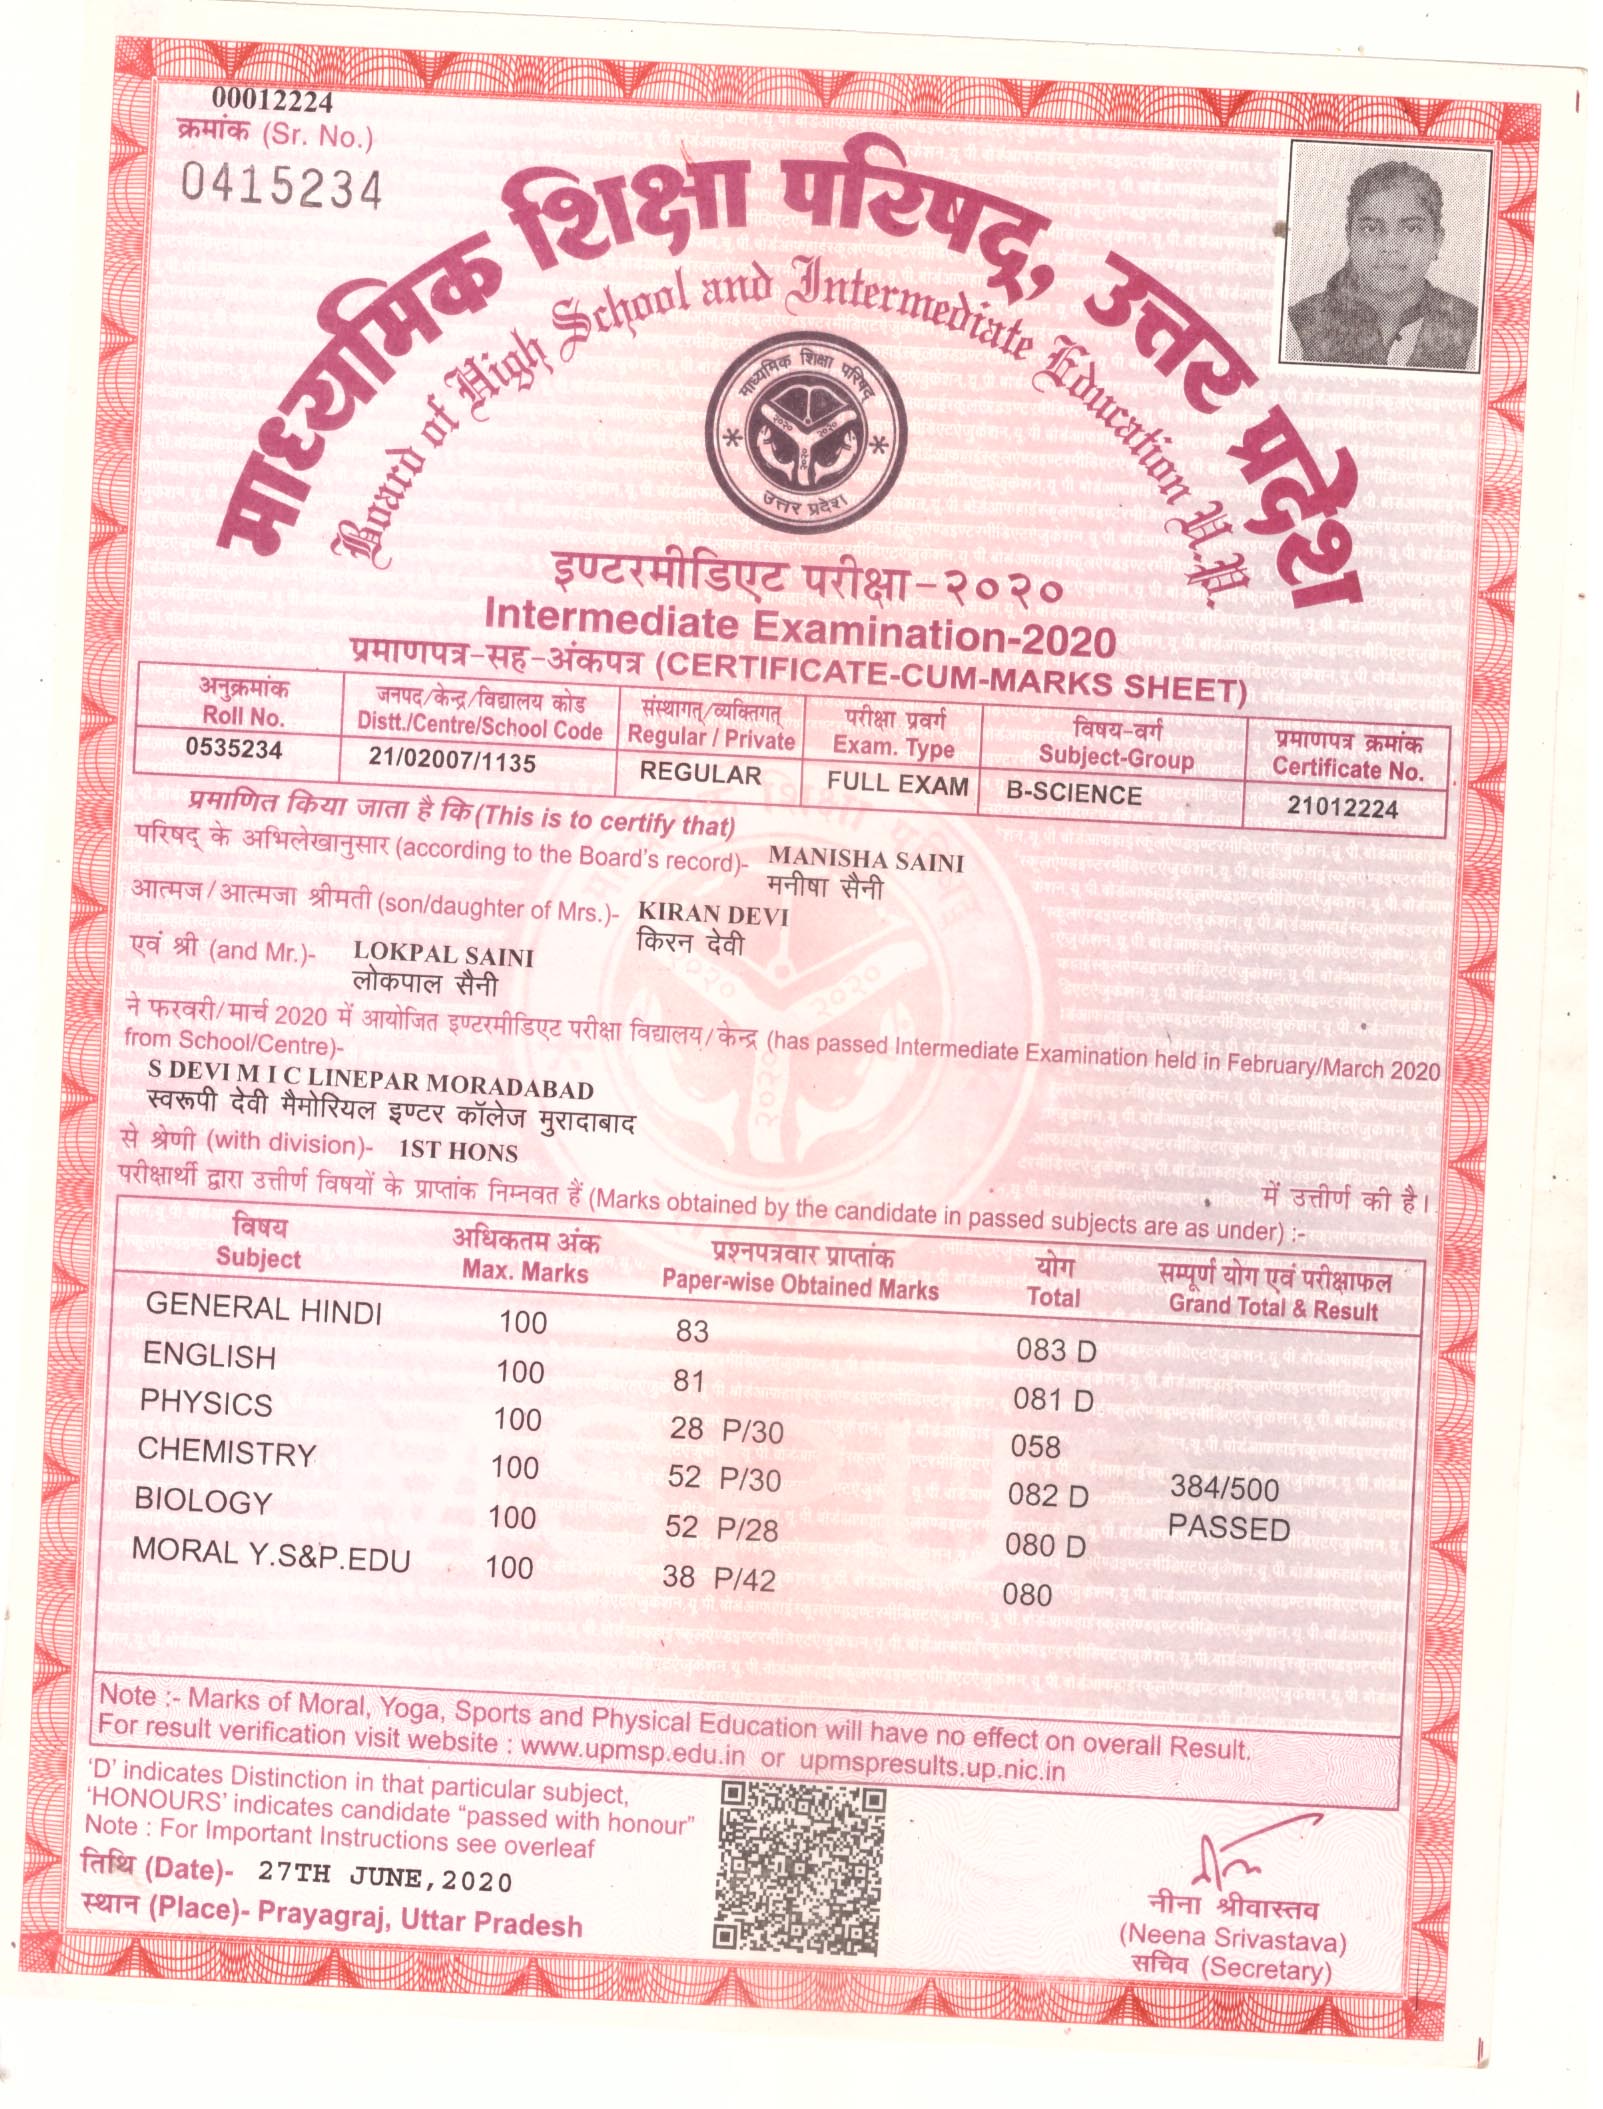 00012224
क्रमांक (Sr. No.)
0415234
माध्यमिक शिक्षा परिषद्, उत्तर प्रदेश
Board of High School and Intermediate Education U.P.
माध्यमिक शिक्षा परिषद्
२०२० २०२० २०२०
उत्तर प्रदेश
इण्टरमीडिएट परीक्षा-२०२०
Intermediate Examination-2020
प्रमाणपत्र-सह-अंकपत्र (CERTIFICATE-CUM-MARKS SHEET)
अनुक्रमांक जनपद/केन्द्र/विद्यालय कोड संस्थागत्/व्यक्तिगत् परीक्षा प्रवर्ग विषय-वर्ग प्रमाणपत्र क्रमांक
Roll No. Distt./Centre/School Code Regular / Private Exam. Type Subject-Group Certificate No.
0535234 21/02007/1135 REGULAR FULL EXAM B-SCIENCE 21012224
प्रमाणित किया जाता है कि (This is to certify that)
परिषद् के अभिलेखानुसार (according to the Board's record)- MANISHA SAINI
मनीषा सैनी
आत्मज/आत्मजा श्रीमती (son/daughter of Mrs.)- KIRAN DEVI
किरन देवी
एवं श्री (and Mr.)- LOKPAL SAINI
लोकपाल सैनी
ने फरवरी/मार्च 2020 में आयोजित इण्टरमीडिएट परीक्षा विद्यालय/केन्द्र (has passed Intermediate Examination held in February/March 2020
from School/Centre)-
S DEVI M I C LINEPAR MORADABAD
स्वरूपी देवी मैमोरियल इण्टर कॉलेज मुरादाबाद
से श्रेणी (with division)- 1ST HONS में उत्तीर्ण की है।
परीक्षार्थी द्वारा उत्तीर्ण विषयों के प्राप्तांक निम्नवत हैं (Marks obtained by the candidate in passed subjects are as under) :-
विषय अधिकतम अंक प्रश्नपत्रवार प्राप्तांक योग सम्पूर्ण योग एवं परीक्षाफल
Subject Max. Marks Paper-wise Obtained Marks Total Grand Total & Result
GENERAL HINDI 100 83 083 D
ENGLISH 100 81 081 D
PHYSICS 100 28 P/30 058
CHEMISTRY 100 52 P/30 082 D 384/500
BIOLOGY 100 52 P/28 080 D PASSED
MORAL Y.S&P.EDU 100 38 P/42 080
Note :- Marks of Moral, Yoga, Sports and Physical Education will have no effect on overall Result.
For result verification visit website : www.upmsp.edu.in or upmspresults.up.nic.in
'D' indicates Distinction in that particular subject,
'HONOURS' indicates candidate "passed with honour"
Note : For Important Instructions see overleaf
तिथि (Date)- 27TH JUNE,2020
स्थान (Place)- Prayagraj, Uttar Pradesh
नीना श्रीवास्तव
(Neena Srivastava)
सचिव (Secretary)